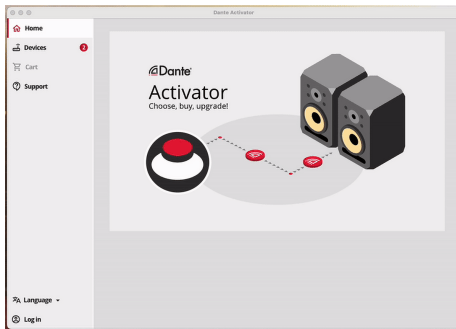 Dante Activator
Home
Devices 2
Cart
Support
Dante
Activator
Choose, buy, upgrade!
Language
Log in